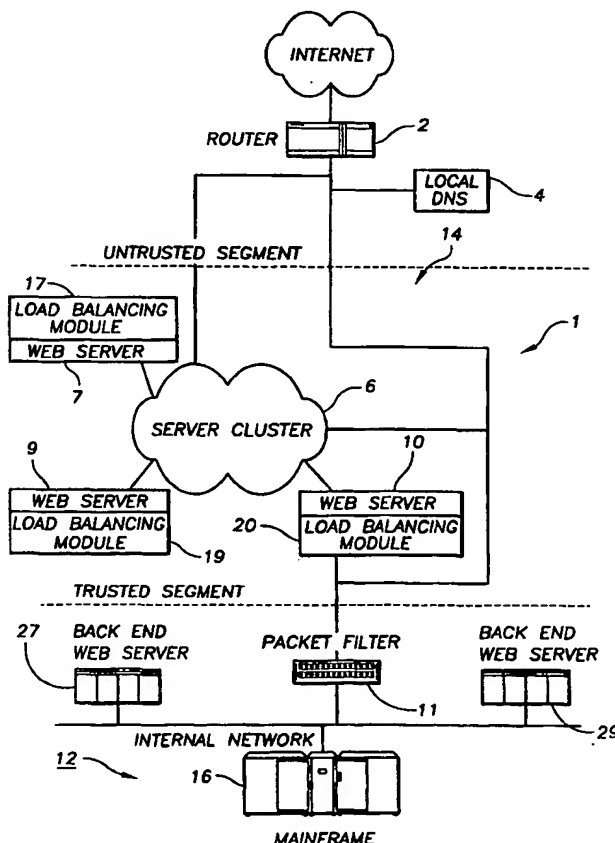 INTERNET
ROUTER
2
LOCAL
DNS
4
UNTRUSTED SEGMENT
14
17
LOAD BALANCING
MODULE
WEB SERVER
7
1
6
SERVER CLUSTER
9
WEB SERVER
LOAD BALANCING
MODULE
19
10
WEB SERVER
20
LOAD BALANCING
MODULE
TRUSTED SEGMENT
27
BACK END
WEB SERVER
PACKET FILTER
11
BACK END
WEB SERVER
29
INTERNAL NETWORK
12
16
MAINFRAME